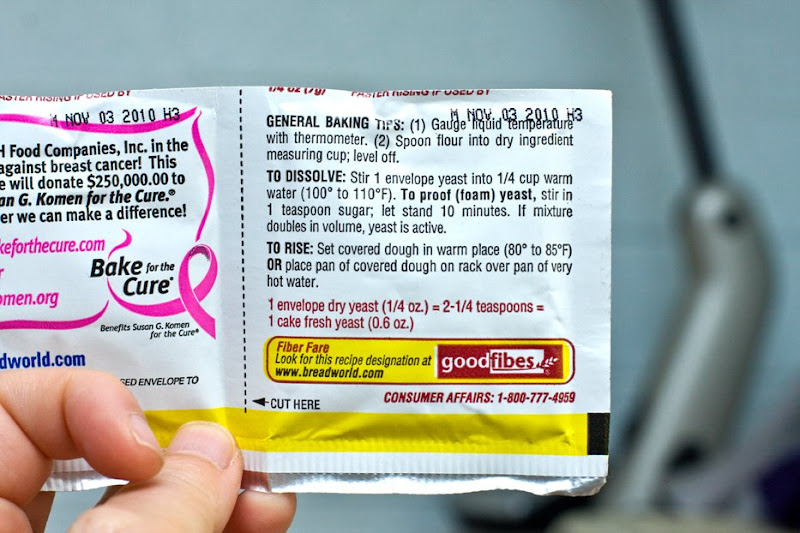 FASTER RISING IF USED BY
M NOV 03 2010 H3
H Food Companies, Inc. in the
against breast cancer! This
e will donate $250,000.00 to
an G. Komen for the Cure.®
er we can make a difference!
keforthecure.com
r
omen.org
Bake for the
Cure®
Benefits Susan G. Komen
for the Cure®
adworld.com
SED ENVELOPE TO
1/4 oz (7g) FASTER RISING IF USED BY
M NOV 03 2010 H3
GENERAL BAKING TIPS: (1) Gauge liquid temperature
with thermometer. (2) Spoon flour into dry ingredient
measuring cup; level off.
TO DISSOLVE: Stir 1 envelope yeast into 1/4 cup warm
water (100° to 110°F). To proof (foam) yeast, stir in
1 teaspoon sugar; let stand 10 minutes. If mixture
doubles in volume, yeast is active.
TO RISE: Set covered dough in warm place (80° to 85°F)
OR place pan of covered dough on rack over pan of very
hot water.
1 envelope dry yeast (1/4 oz.) = 2-1/4 teaspoons =
1 cake fresh yeast (0.6 oz.)
Fiber Fare
Look for this recipe designation at
www.breadworld.com
goodfibes®
CUT HERE
CONSUMER AFFAIRS: 1-800-777-4959